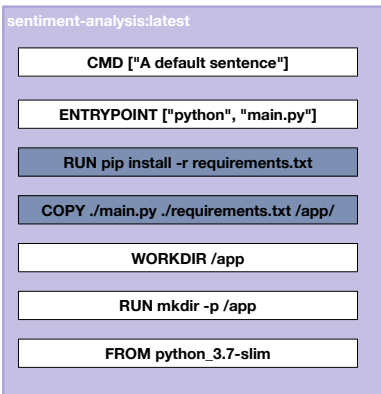 sentiment-analysis:latest
CMD ["A default sentence"]
ENTRYPOINT ["python", "main.py"]
RUN pip install -r requirements.txt
COPY ./main.py ./requirements.txt /app/
WORKDIR /app
RUN mkdir -p /app
FROM python_3.7-slim